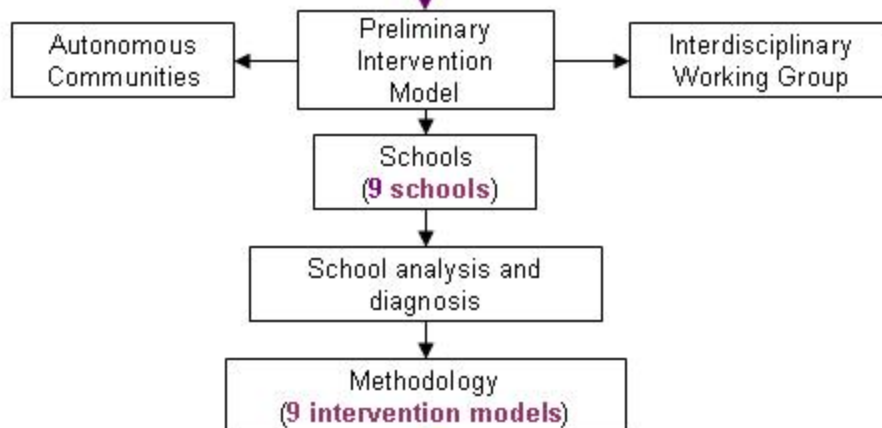 Autonomous
Communities
Preliminary
Intervention
Model
Interdisciplinary
Working Group
Schools
(9 schools)
School analysis and
diagnosis
Methodology
(9 intervention models)